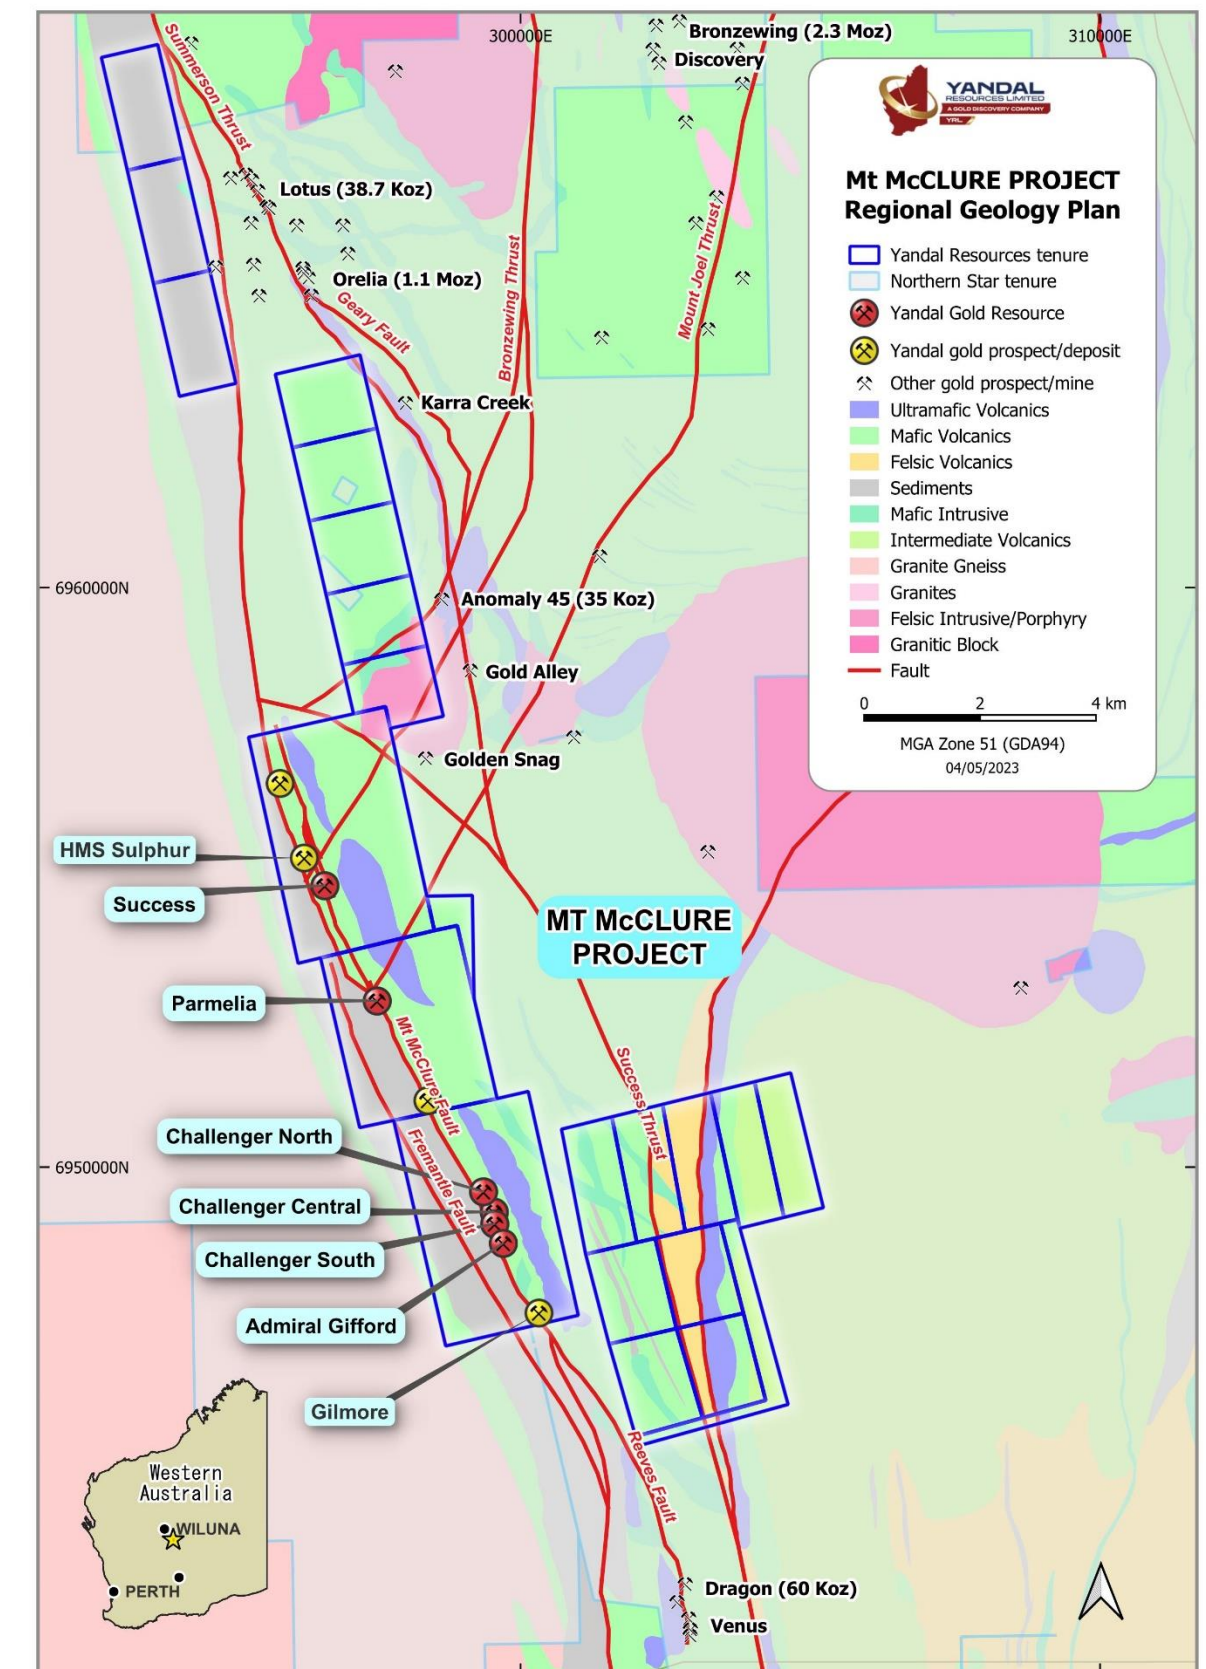 300000E
310000E
Bronzewing (2.3 Moz)
Discovery
Summerson Thrust
Lotus (38.7 Koz)
Orelia (1.1 Moz)
Geary Fault
Bronzewing Thrust
Mount Joel Thrust
Karra Creek
YANDAL
RESOURCES LIMITED
A GOLD DISCOVERY COMPANY
YRL
Mt McCLURE PROJECT
Regional Geology Plan
Yandal Resources tenure
Northern Star tenure
Yandal Gold Resource
Yandal gold prospect/deposit
Other gold prospect/mine
Ultramafic Volcanics
Mafic Volcanics
Felsic Volcanics
Sediments
Mafic Intrusive
Intermediate Volcanics
Granite Gneiss
Granites
Felsic Intrusive/Porphyry
Granitic Block
Fault
0 2 4 km
MGA Zone 51 (GDA94)
04/05/2023
6960000N
Anomaly 45 (35 Koz)
Gold Alley
Golden Snag
HMS Sulphur
Success
MT McCLURE
PROJECT
Parmelia
Mt McClure Fault
Success Thrust
Fremantle Fault
Challenger North
6950000N
Challenger Central
Challenger South
Admiral Gifford
Gilmore
Reeves Fault
Western
Australia
WILUNA
PERTH
Dragon (60 Koz)
Venus